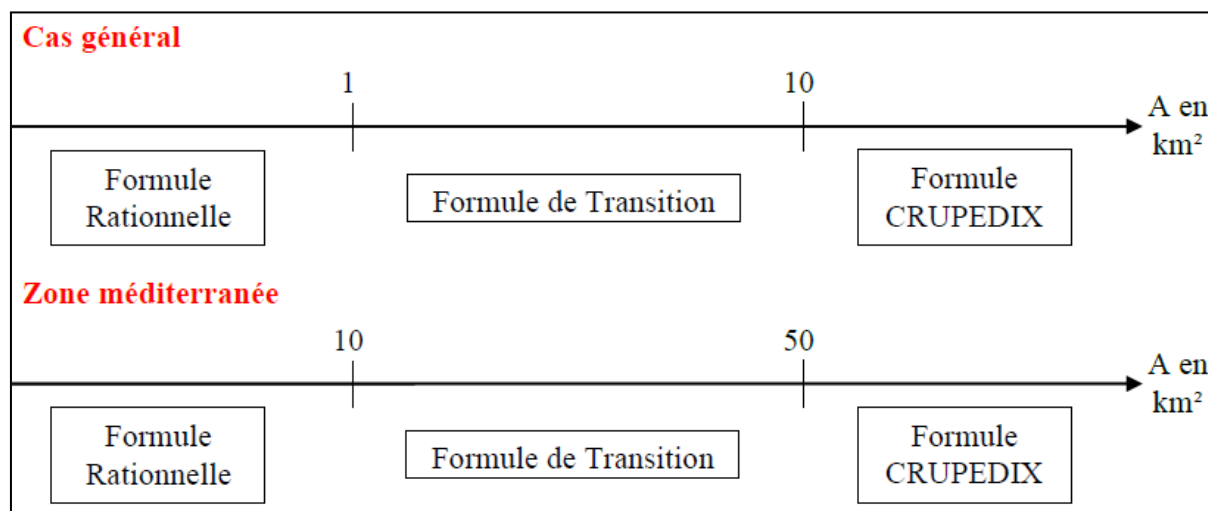 Cas général
1 10
A en
km²
Formule
Rationnelle
Formule de Transition
Formule
CRUPEDIX
Zone méditerranée
10 50
A en
km²
Formule
Rationnelle
Formule de Transition
Formule
CRUPEDIX